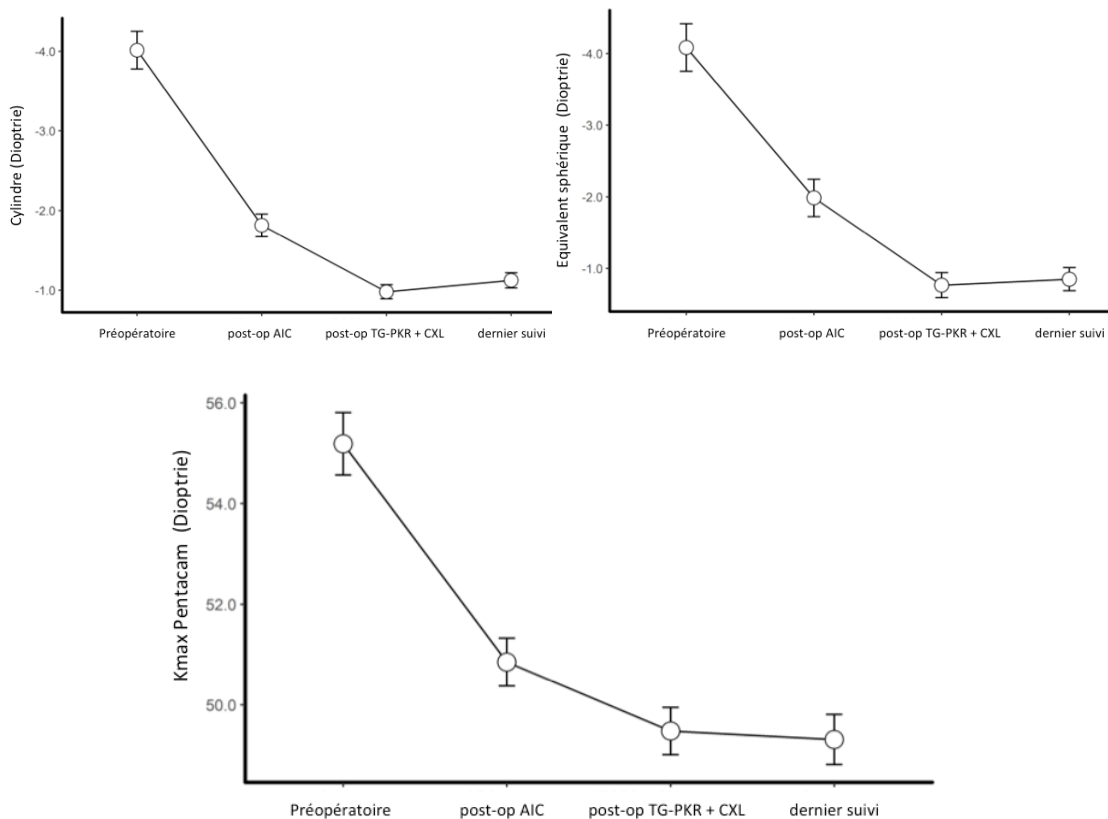 Cylindre (Dioptrie)
-4.0
-3.0
-2.0
-1.0
Préopératoire
post-op AIC
post-op TG-PKR + CXL
dernier suivi
Equivalent sphérique (Dioptrie)
-4.0
-3.0
-2.0
-1.0
Préopératoire
post-op AIC
post-op TG-PKR + CXL
dernier suivi
Kmax Pentacam (Dioptrie)
56.0
54.0
52.0
50.0
Préopératoire
post-op AIC
post-op TG-PKR + CXL
dernier suivi